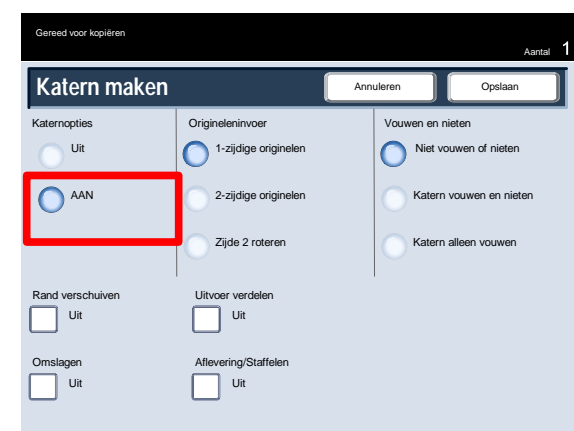 Gereed voor kopiëren
Aantal 1
Katern maken
Annuleren
Opslaan
Katernopties
Uit
AAN
Origineleninvoer
1-zijdige originelen
2-zijdige originelen
Zijde 2 roteren
Vouwen en nieten
Niet vouwen of nieten
Katern vouwen en nieten
Katern alleen vouwen
Rand verschuiven
Uit
Uitvoer verdelen
Uit
Omslagen
Uit
Aflevering/Staffelen
Uit